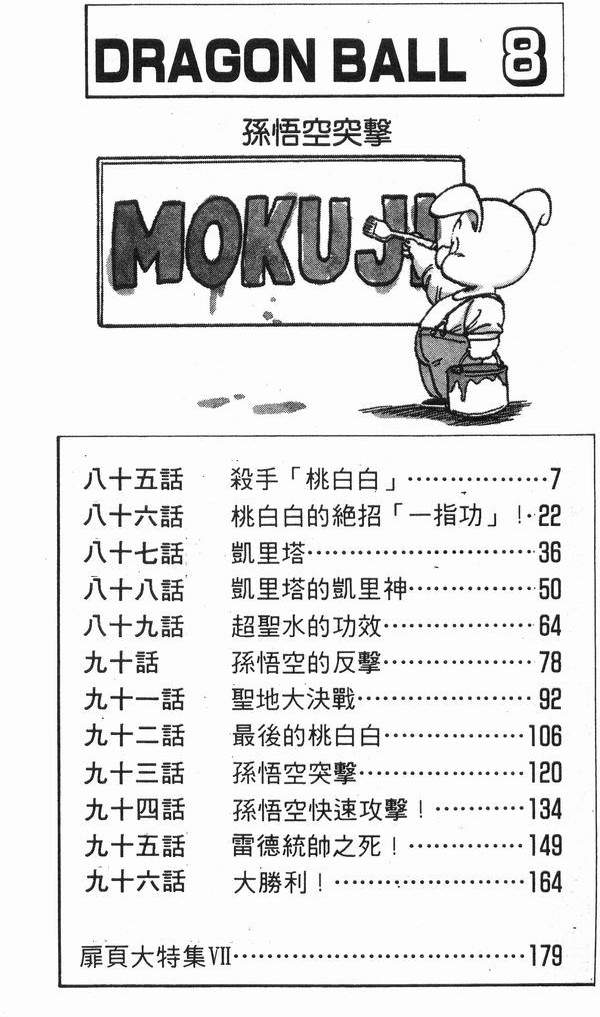 DRAGON BALL 8
孫悟空突擊
MOKUJI
八十五話 殺手「桃白白」………………7
八十六話 桃白白的絕招「一指功」!‥22
八十七話 凱里塔………………………36
八十八話 凱里塔的凱里神……………50
八十九話 超聖水的功效………………64
九十話 孫悟空的反擊………………78
九十一話 聖地大決戰…………………92
九十二話 最後的桃白白………………106
九十三話 孫悟空突擊…………………120
九十四話 孫悟空快速攻擊!…………134
九十五話 雷德統帥之死!……………149
九十六話 大勝利!……………………164
扉頁大特集Ⅶ………………………………179